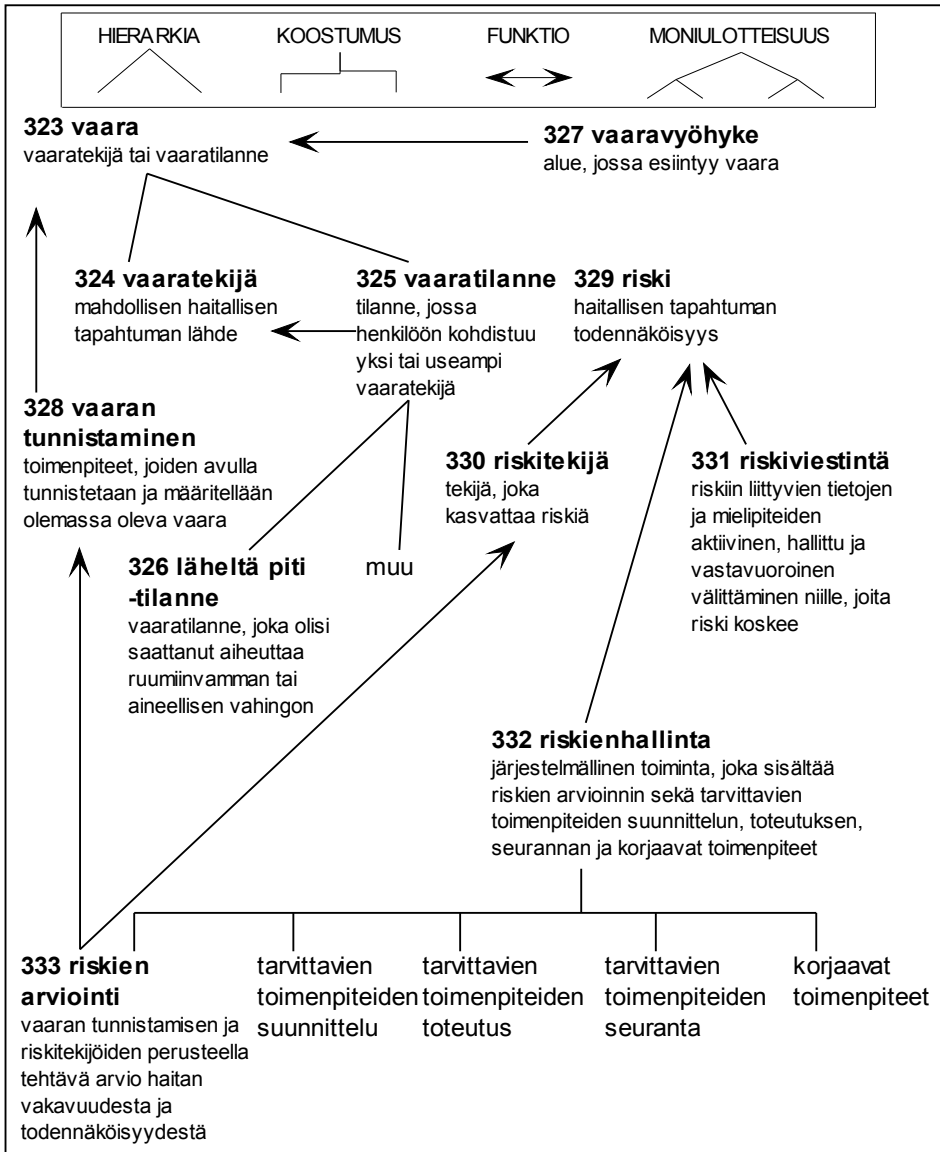 HIERARKIA KOOSTUMUS FUNKTIO MONIULOTTEISUUS
323 vaara
vaaratekijä tai vaaratilanne
327 vaaravyöhyke
alue, jossa esiintyy vaara
324 vaaratekijä
mahdollisen haitallisen
tapahtuman lähde
325 vaaratilanne
tilanne, jossa
henkilöön kohdistuu
yksi tai useampi
vaaratekijä
329 riski
haitallisen tapahtuman
todennäköisyys
328 vaaran
tunnistaminen
toimenpiteet, joiden avulla
tunnistetaan ja määritellään
olemassa oleva vaara
330 riskitekijä
tekijä, joka
kasvattaa riskiä
331 riskiviestintä
riskiin liittyvien tietojen
ja mielipiteiden
aktiivinen, hallittu ja
vastavuoroinen
välittäminen niille, joita
riski koskee
326 läheltä piti
-tilanne
vaaratilanne, joka olisi
saattanut aiheuttaa
ruumiinvamman tai
aineellisen vahingon
muu
332 riskienhallinta
järjestelmällinen toiminta, joka sisältää
riskien arvioinnin sekä tarvittavien
toimenpiteiden suunnittelun, toteutuksen,
seurannan ja korjaavat toimenpiteet
333 riskien
arviointi
vaaran tunnistamisen ja
riskitekijöiden perusteella
tehtävä arvio haitan
vakavuudesta ja
todennäköisyydestä
tarvittavien
toimenpiteiden
suunnittelu
tarvittavien
toimenpiteiden
toteutus
tarvittavien
toimenpiteiden
seuranta
korjaavat
toimenpiteet